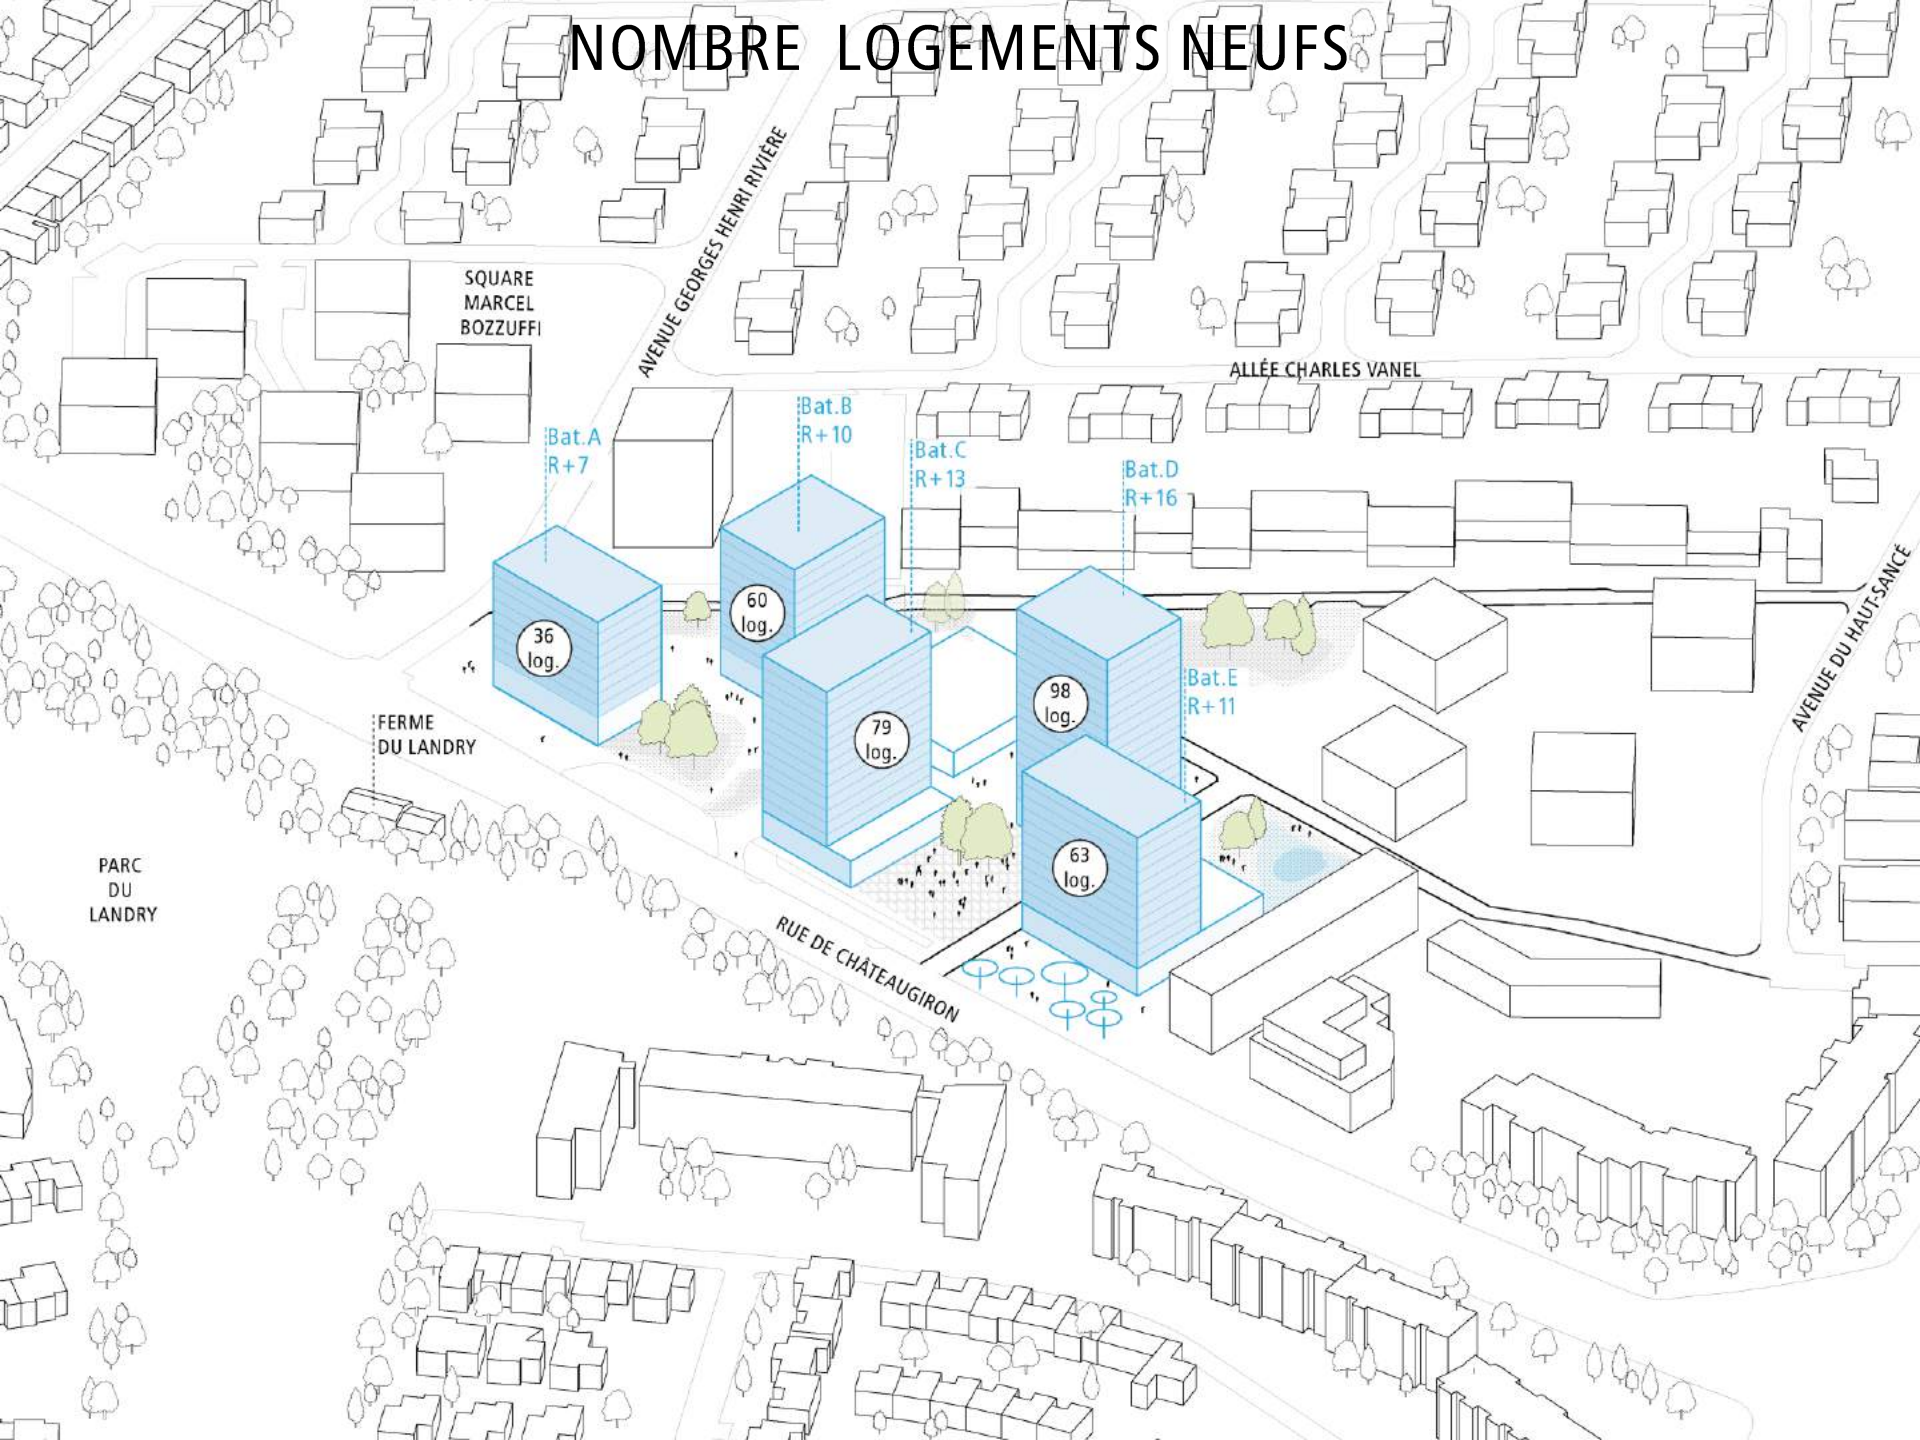 NOMBRE LOGEMENTS NEUFS
AVENUE GEORGES HENRI RIVIÈRE
SQUARE
MARCEL
BOZZUFFI
ALLÉE CHARLES VANEL
Bat.A
R+7
Bat.B
R+10
Bat.C
R+13
Bat.D
R+16
AVENUE DU HAUT-SANCÉ
36
log.
60
log.
79
log.
98
log.
Bat.E
R+11
63
log.
FERME
DU LANDRY
PARC
DU
LANDRY
RUE DE CHÂTEAUGIRON